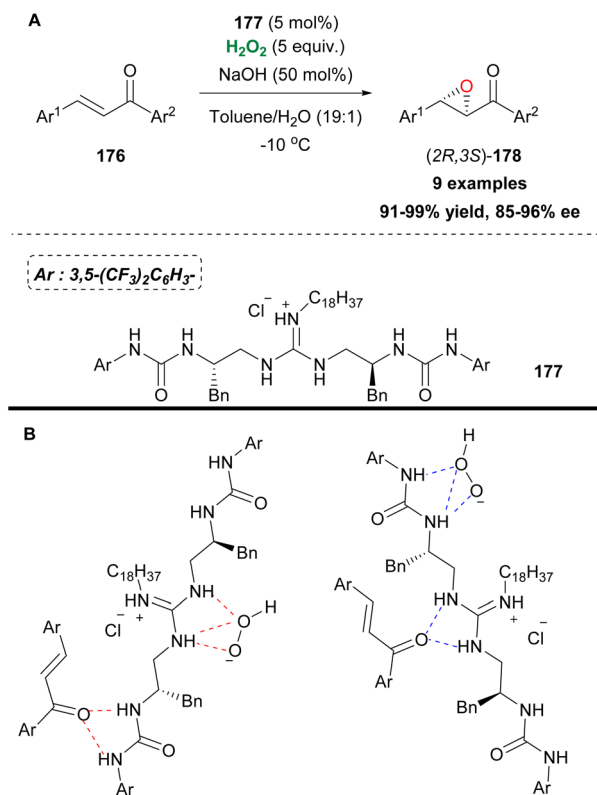 A
177 (5 mol%)
H2O2 (5 equiv.)
NaOH (50 mol%)
Toluene/H2O (19:1)
-10 oC
O
Ar1
Ar2
176
O
O
Ar1
Ar2
(2R,3S)-178
9 examples
91-99% yield, 85-96% ee
Ar : 3,5-(CF3)2C6H3-
Cl−
+
HN
C18H37
Ar
H
N
H
N
O
Bn
N
H
N
H
Bn
H
N
O
H
N
Ar
177
B
Ar
HN
O
HN
Bn
C18H37
HN
+
Cl−
NH
NH
O
H
O
−
Ar
O
Ar
Bn
HN
O
HN
Ar
H
O
O
−
Ar
NH
O
NH
Bn
C18H37
HN
NH
+
Cl−
HN
Ar
O
Ar
Bn
NH
O
NH
Ar